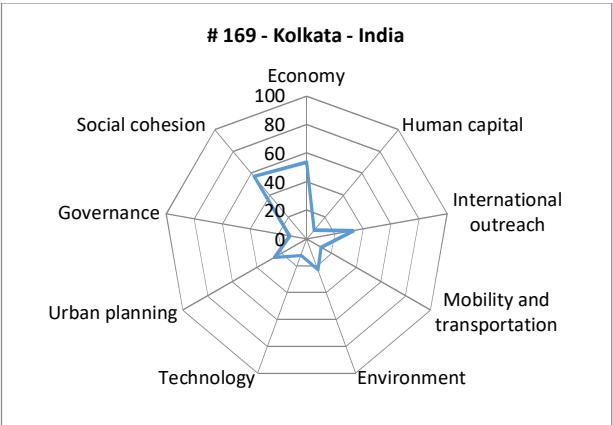 # 169 - Kolkata - India
Economy
100
80
60
40
20
0
Human capital
International
outreach
Mobility and
transportation
Environment
Technology
Urban planning
Governance
Social cohesion